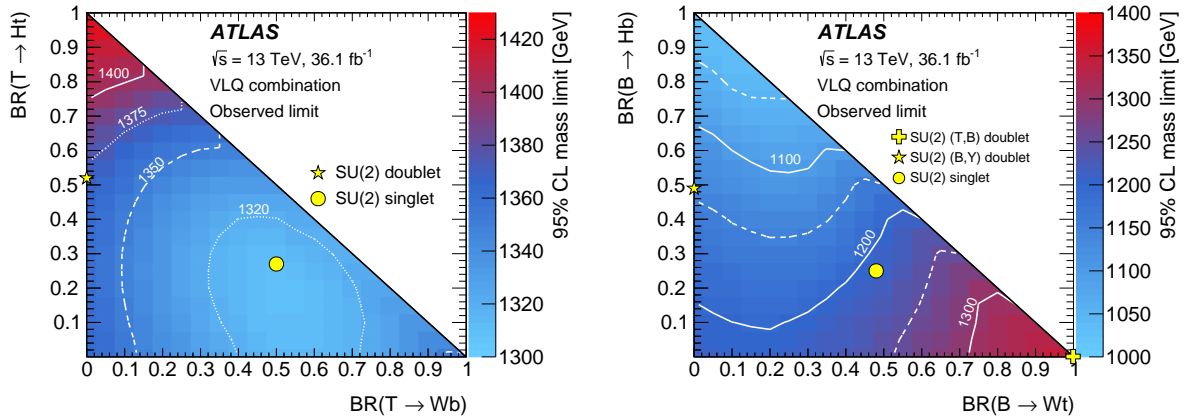 BR(T → Ht)
1
0.9
0.8
0.7
0.6
0.5
0.4
0.3
0.2
0.1
0 0.1 0.2 0.3 0.4 0.5 0.6 0.7 0.8 0.9 1
BR(T → Wb)
ATLAS
√s = 13 TeV, 36.1 fb⁻¹
VLQ combination
Observed limit
SU(2) doublet
SU(2) singlet
1400
1375
1350
1320
1420
1400
1380
1360
1340
1320
1300
95% CL mass limit [GeV]
BR(B → Hb)
1
0.9
0.8
0.7
0.6
0.5
0.4
0.3
0.2
0.1
0 0.1 0.2 0.3 0.4 0.5 0.6 0.7 0.8 0.9 1
BR(B → Wt)
ATLAS
√s = 13 TeV, 36.1 fb⁻¹
VLQ combination
Observed limit
SU(2) (T,B) doublet
SU(2) (B,Y) doublet
SU(2) singlet
1100
1200
1300
1400
1350
1300
1250
1200
1150
1100
1050
1000
95% CL mass limit [GeV]